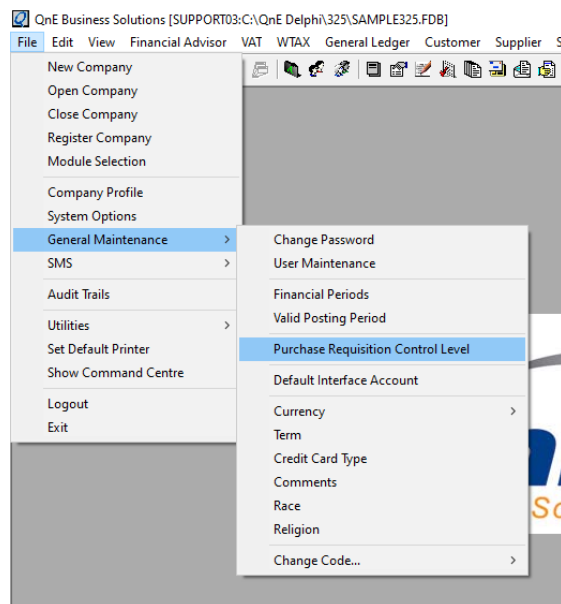 QnE Business Solutions [SUPPORT03:C:\QnE Delphi\325\SAMPLE325.FDB]
File Edit View Financial Advisor VAT WTAX General Ledger Customer Supplier S
New Company
Open Company
Close Company
Register Company
Module Selection
Company Profile
System Options
General Maintenance
SMS
Audit Trails
Utilities
Set Default Printer
Show Command Centre
Logout
Exit
Change Password
User Maintenance
Financial Periods
Valid Posting Period
Purchase Requisition Control Level
Default Interface Account
Currency
Term
Credit Card Type
Comments
Race
Religion
Change Code...
So